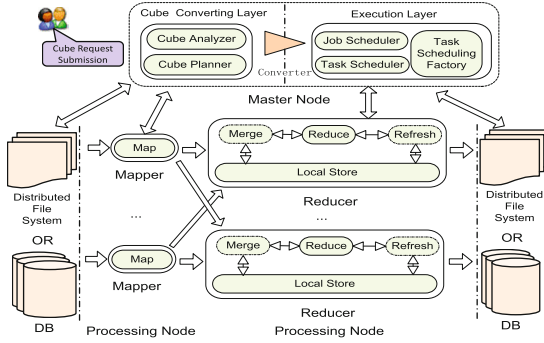 Cube Converting Layer
Execution Layer
Cube Request
Submission
Cube Analyzer
Cube Planner
Converter
Job Scheduler
Task Scheduler
Task
Scheduling
Factory
Master Node
Map
Mapper
Merge
Reduce
Refresh
Local Store
Reducer
Distributed
File
System
OR
DB
...
...
Map
Mapper
Merge
Reduce
Refresh
Local Store
Reducer
Distributed
File
System
OR
DB
Processing Node
Processing Node